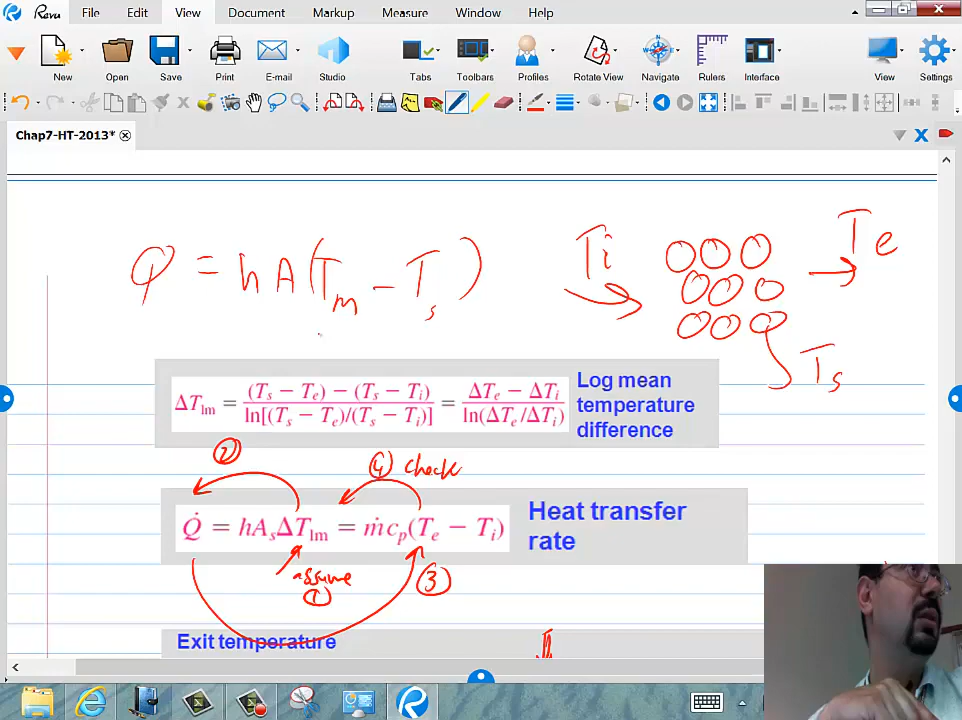 Revu File Edit View Document Markup Measure Window Help
New Open Save Print E-mail Studio Tabs Toolbars Profiles Rotate View Navigate Rulers Interface View Settings
Chap7-HT-2013*
Q = hA(Tm - Ts) Ti Te
Ts
ΔTlm = (Ts − Te) − (Ts − Ti) / ln[(Ts − Te)/(Ts − Ti)] = ΔTe − ΔTi / ln(ΔTe/ΔTi)
Log mean
temperature
difference
② ④ check
Q̇ = hAsΔTlm = ṁcp(Te − Ti)
Heat transfer
rate
assume
① ③
Exit temperature